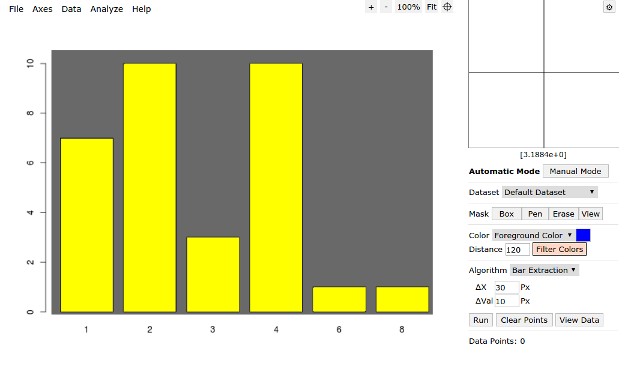 File Axes Data Analyze Help
+ - 100% Fit
10
8
6
4
2
0
1 2 3 4 6 8
[3.1884e+0]
Automatic Mode Manual Mode
Dataset Default Dataset
Mask Box Pen Erase View
Color Foreground Color
Distance 120 Filter Colors
Algorithm Bar Extraction
ΔX 30 Px
ΔVal 10 Px
Run Clear Points View Data
Data Points: 0